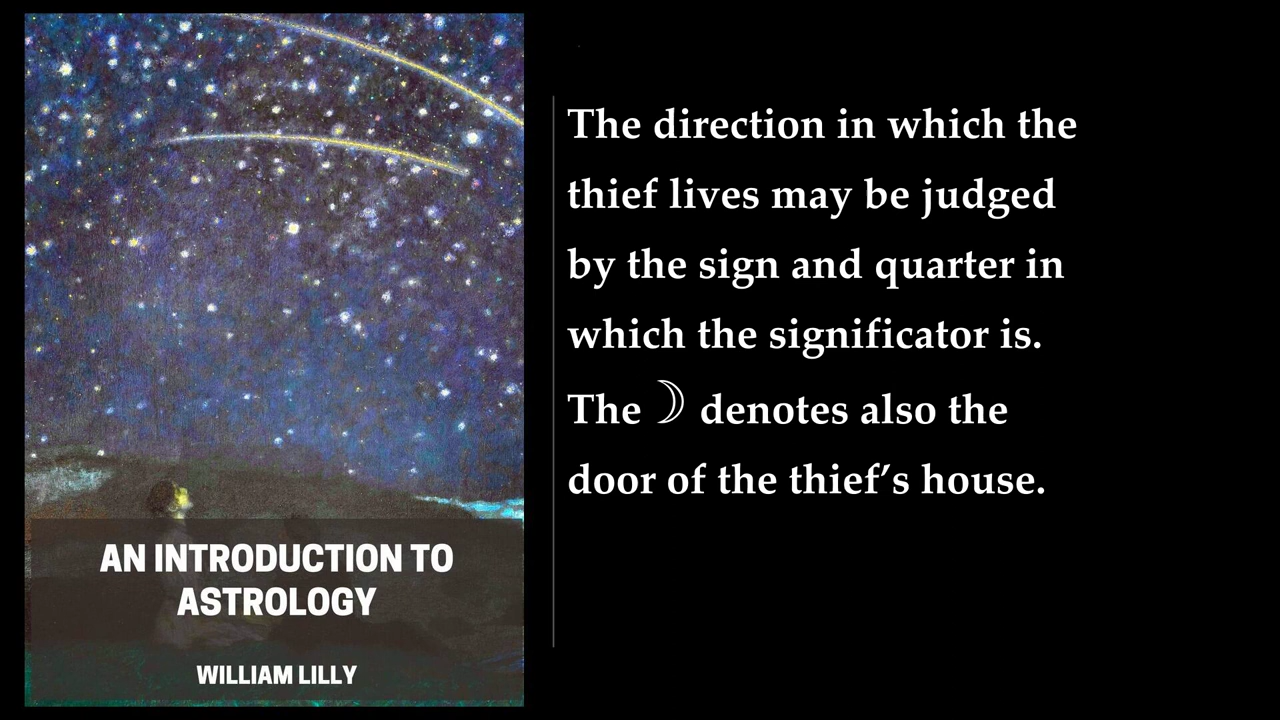 AN INTRODUCTION TO
ASTROLOGY
WILLIAM LILLY
The direction in which the
thief lives may be judged
by the sign and quarter in
which the significator is.
The ☽ denotes also the
door of the thief’s house.